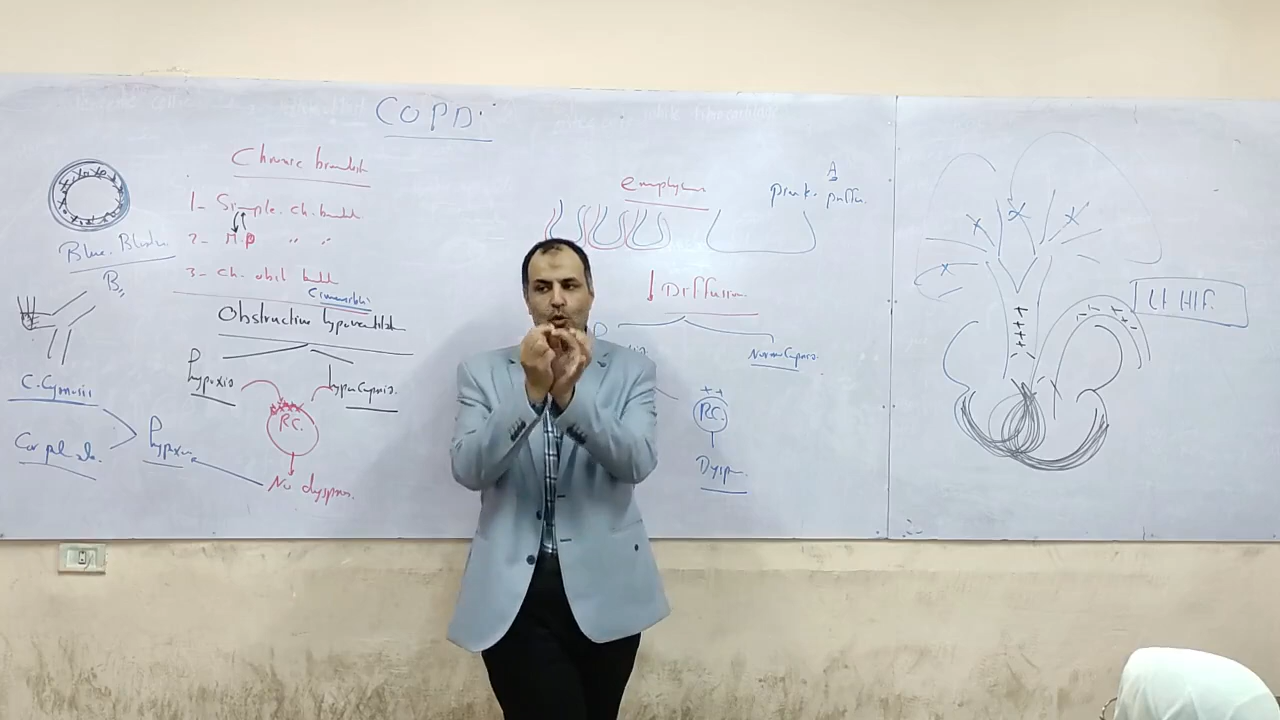 COPD:
Chronic bronchitis
1- Simple. ch. bronchitis
2- M.P " "
3- ch. obst. bronchitis
Blue. Bloater
B
Obstructive hypoventilation
hypoxia
hypercapnia.
RC.
No dyspnea.
C. Cyanosis
Cor pulmonale.
hypoxia
emphysema
A
pink. puffer.
↓ Diffusion
Normocapnia.
++
RC.
Dyspnea.
Lt HF.